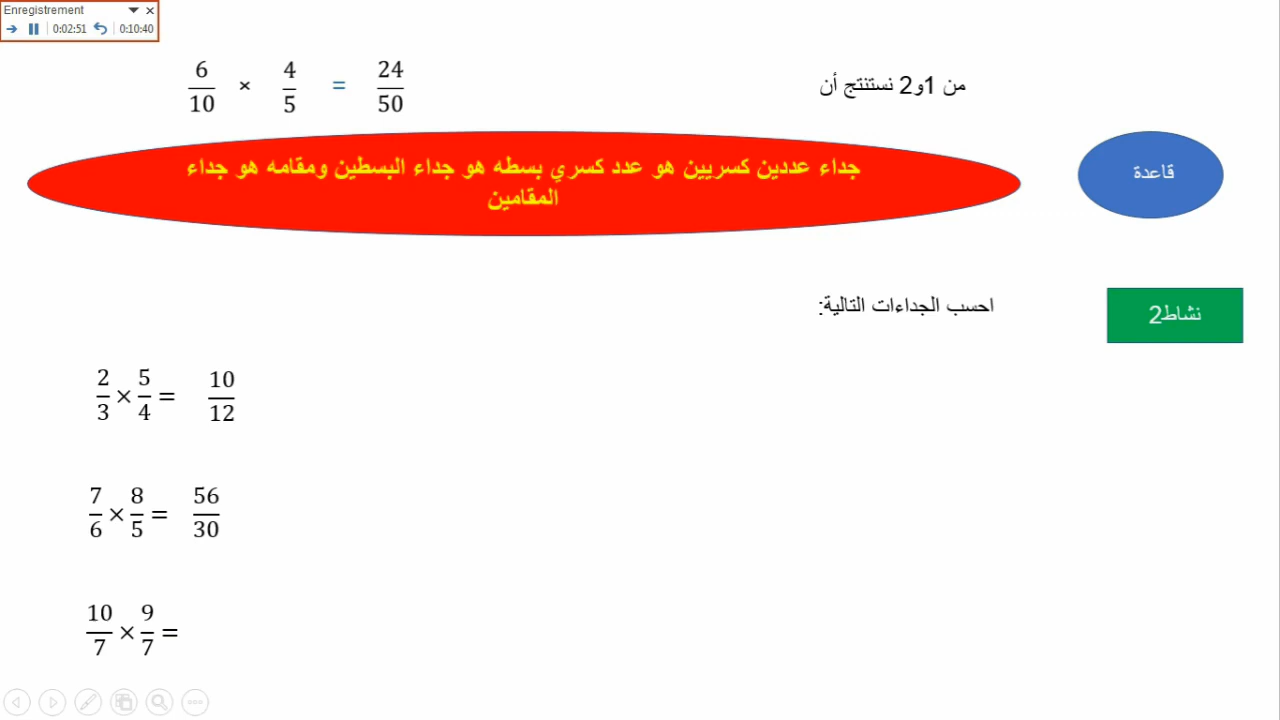 Enregistrement
0:02:51 0:10:40
من 1و2 نستنتج أن
6/10 × 4/5 = 24/50
قاعدة
جداء عددين كسريين هو عدد كسري بسطه هو جداء البسطين ومقامه هو جداء
المقامين
نشاط2
احسب الجداءات التالية:
2/3 × 5/4 = 10/12
7/6 × 8/5 = 56/30
10/7 × 9/7 =